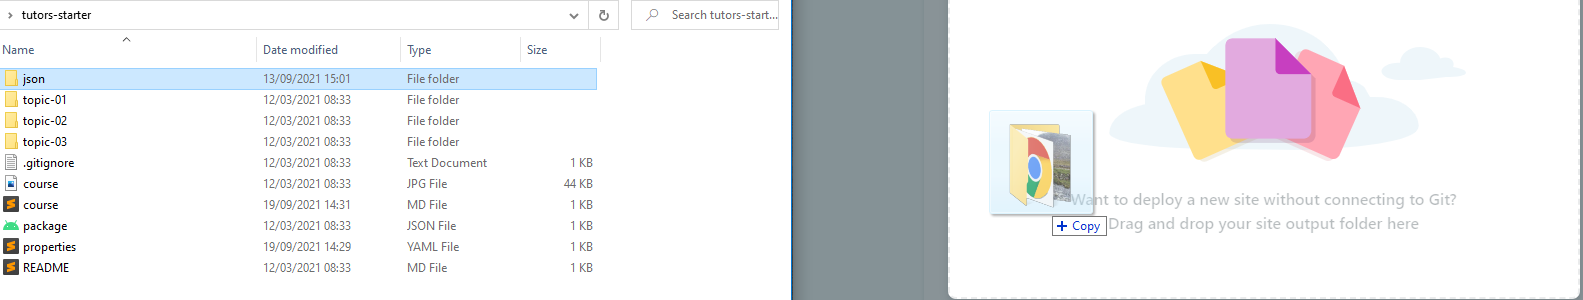 › tutors-starter
Search tutors-start...
Name Date modified Type Size
json 13/09/2021 15:01 File folder
topic-01 12/03/2021 08:33 File folder
topic-02 12/03/2021 08:33 File folder
topic-03 12/03/2021 08:33 File folder
.gitignore 12/03/2021 08:33 Text Document 1 KB
course 12/03/2021 08:33 JPG File 44 KB
course 19/09/2021 14:31 MD File 1 KB
package 12/03/2021 08:33 JSON File 1 KB
properties 19/09/2021 14:29 YAML File 1 KB
README 12/03/2021 08:33 MD File 1 KB
Want to deploy a new site without connecting to Git?
Drag and drop your site output folder here
+ Copy